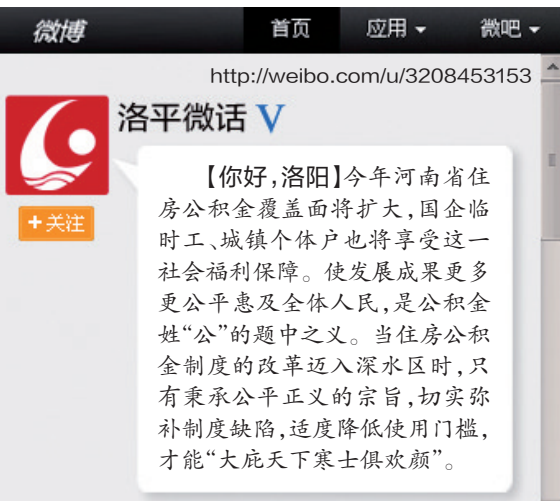 微博 首页 应用 微吧
http://weibo.com/u/3208453153
洛平微话 V
+关注
【你好，洛阳】今年河南省住
房公积金覆盖面将扩大，国企临
时工、城镇个体户也将享受这一
社会福利保障。使发展成果更多
更公平惠及全体人民，是公积金
姓“公”的题中之义。当住房公积
金制度的改革迈入深水区时，只
有秉承公平正义的宗旨，切实弥
补制度缺陷，适度降低使用门槛，
才能“大庇天下寒士俱欢颜”。